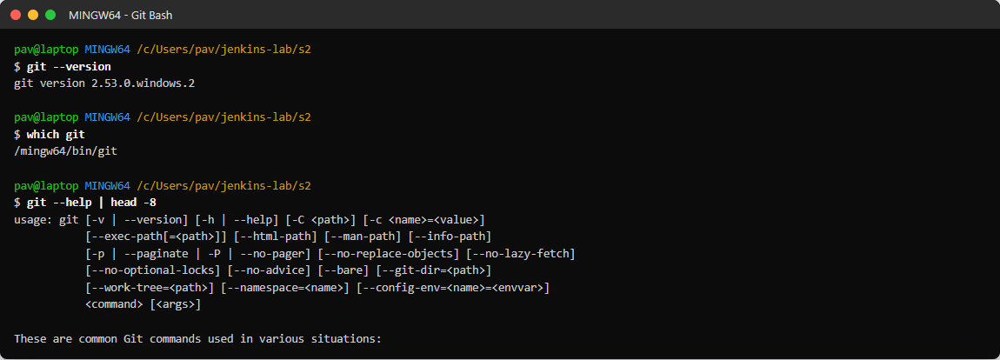 MINGW64 - Git Bash
pav@laptop MINGW64 /c/Users/pav/jenkins-lab/s2
$ git --version
git version 2.53.0.windows.2
pav@laptop MINGW64 /c/Users/pav/jenkins-lab/s2
$ which git
/mingw64/bin/git
pav@laptop MINGW64 /c/Users/pav/jenkins-lab/s2
$ git --help | head -8
usage: git [-v | --version] [-h | --help] [-C <path>] [-c <name>=<value>]
           [--exec-path[=<path>]] [--html-path] [--man-path] [--info-path]
           [-p | --paginate | -P | --no-pager] [--no-replace-objects] [--no-lazy-fetch]
           [--no-optional-locks] [--no-advice] [--bare] [--git-dir=<path>]
           [--work-tree=<path>] [--namespace=<name>] [--config-env=<name>=<envvar>]
           <command> [<args>]
These are common Git commands used in various situations: